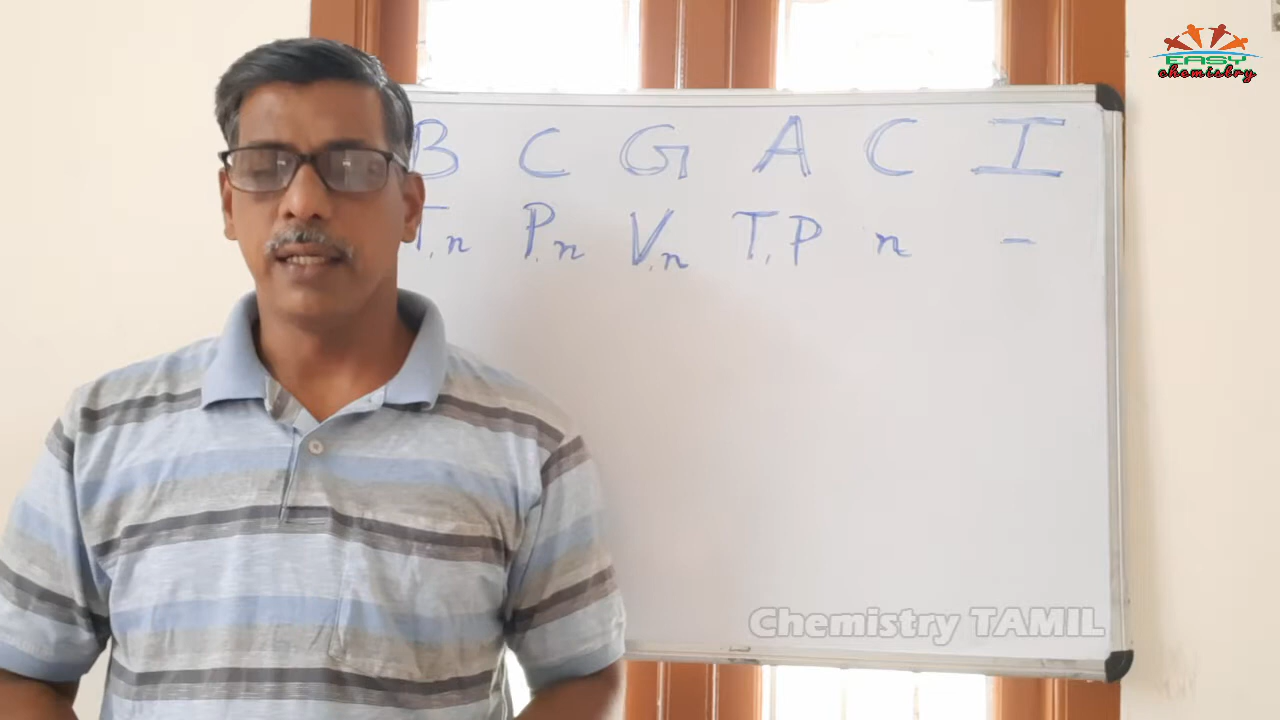 EASY
chemistry
B C G A C I
T,n P,n V,n T,P n -
Chemistry TAMIL